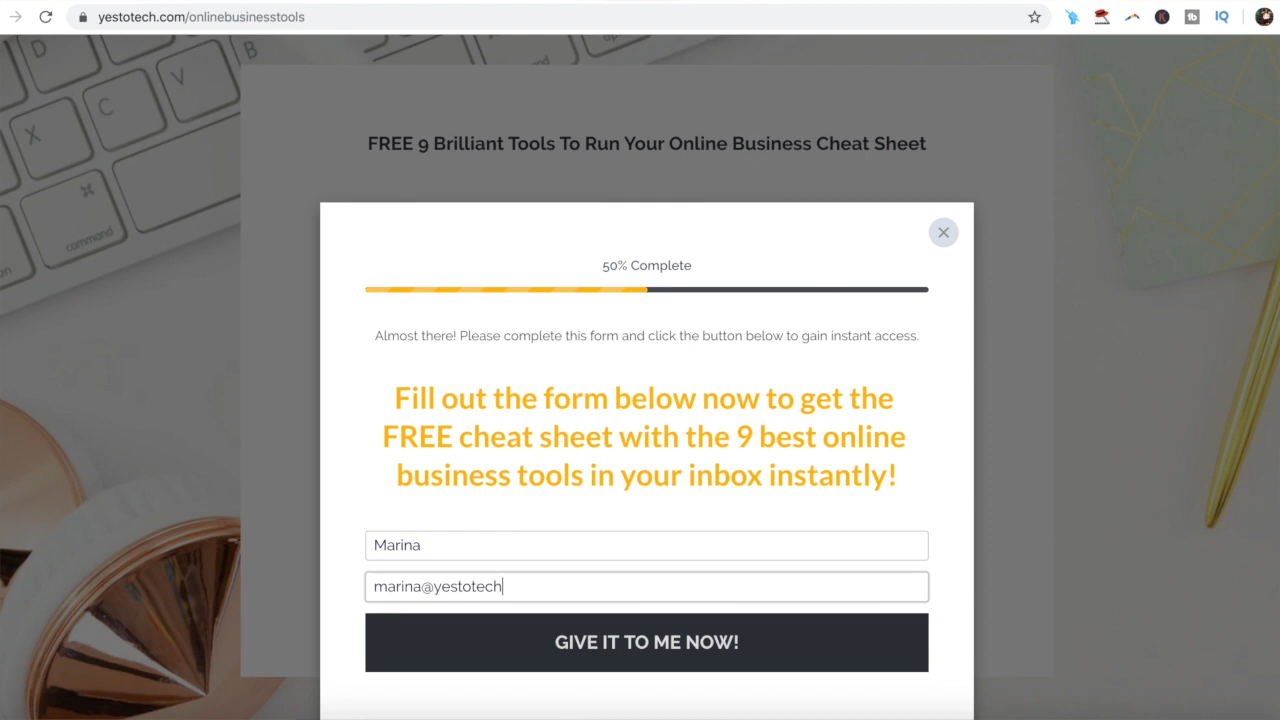 yestotech.com/onlinebusinesstools
tb
IQ
D
B
V
C
X
command
FREE 9 Brilliant Tools To Run Your Online Business Cheat Sheet
50% Complete
Almost there! Please complete this form and click the button below to gain instant access.
Fill out the form below now to get the
FREE cheat sheet with the 9 best online
business tools in your inbox instantly!
Marina
marina@yestotech
GIVE IT TO ME NOW!